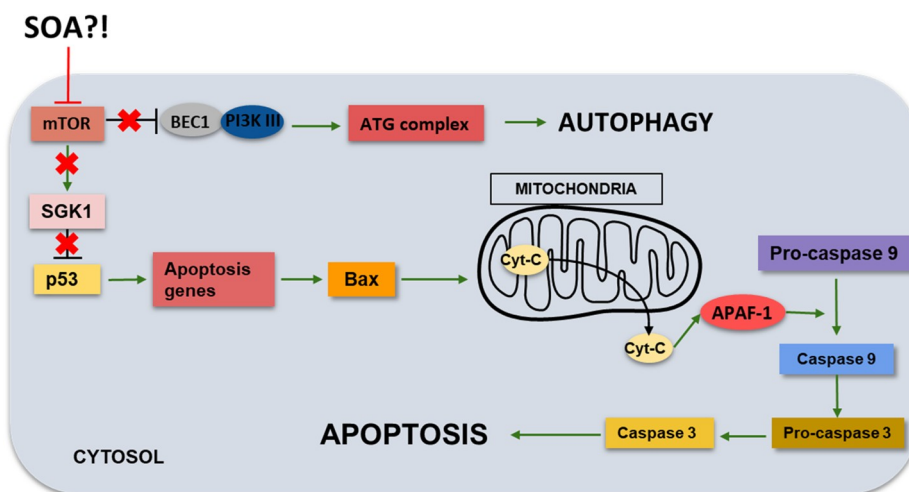 SOA?!
mTOR
BEC1
PI3K III
ATG complex
AUTOPHAGY
SGK1
MITOCHONDRIA
p53
Apoptosis
genes
Bax
Cyt-C
Cyt-C
APAF-1
Pro-caspase 9
Caspase 9
Pro-caspase 3
Caspase 3
APOPTOSIS
CYTOSOL